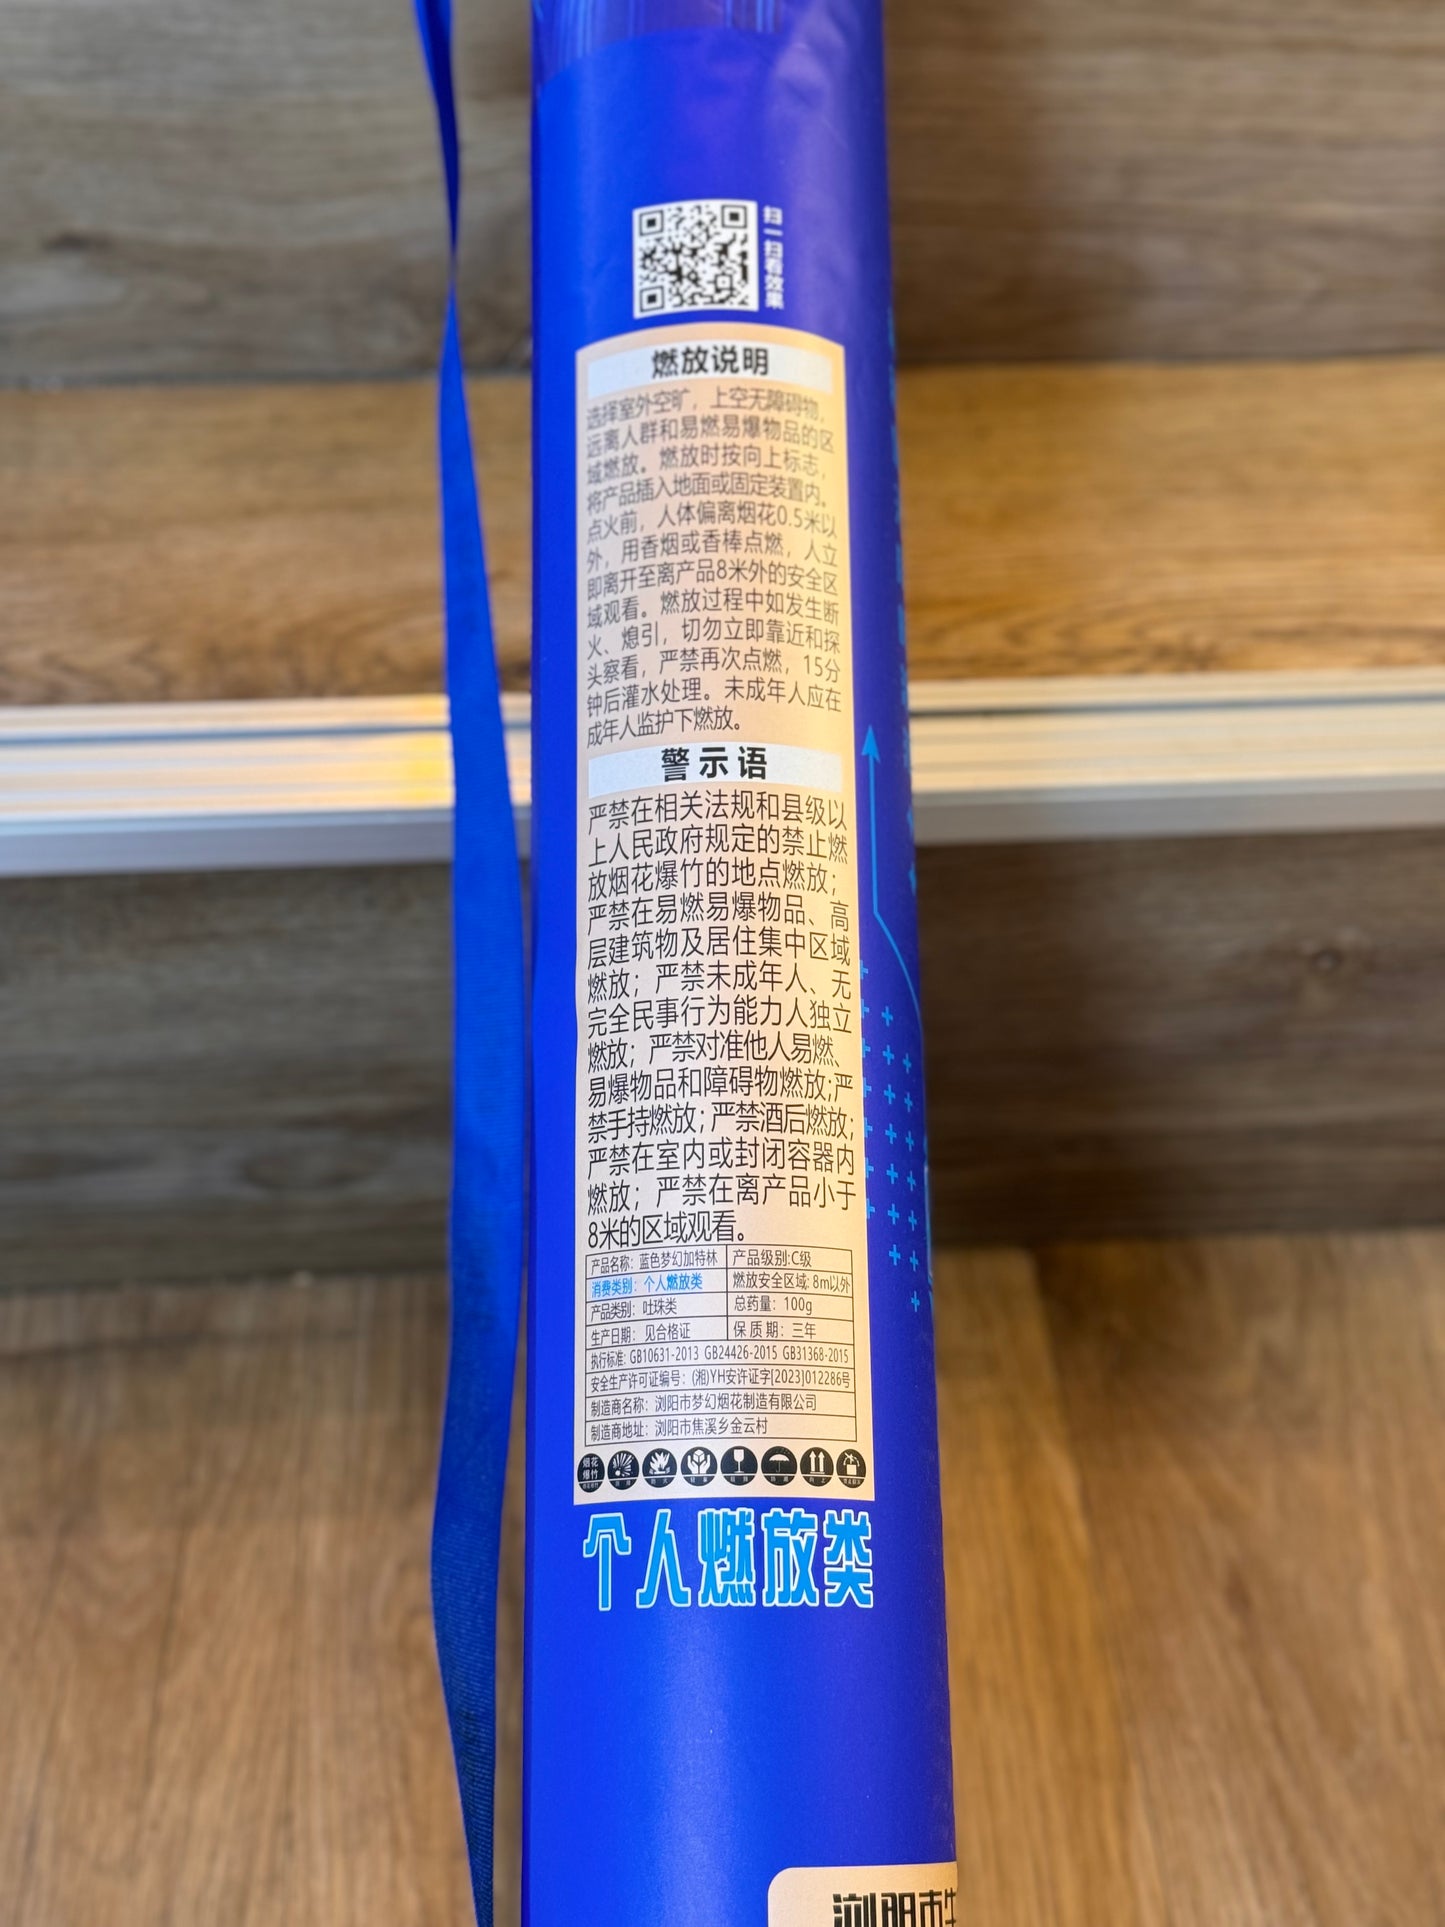 扫一扫看效果
燃放说明
选择室外空旷，上空无障碍物，
远离人群和易燃易爆物品的区
域燃放。燃放时按向上标志，
将产品插入地面或固定装置内。
点火前，人体偏离烟花0.5米以
外，用香烟或香棒点燃，人立
即离开至离产品8米外的安全区
域观看。燃放过程中如发生断
火、熄引，切勿立即靠近和探
头察看，严禁再次点燃，15分
钟后灌水处理。未成年人应在
成年人监护下燃放。
警示语
严禁在相关法规和县级以
上人民政府规定的禁止燃
放烟花爆竹的地点燃放；
严禁在易燃易爆物品、高
层建筑物及居住集中区域
燃放；严禁未成年人、无
完全民事行为能力人独立
燃放；严禁对准他人易燃、
易爆物品和障碍物燃放;严
禁手持燃放;严禁酒后燃放;
严禁在室内或封闭容器内
燃放；严禁在离产品小于
8米的区域观看。
产品名称：蓝色梦幻加特林 产品级别:C级
消费类别：个人燃放类 燃放安全区域: 8m以外
产品类别：吐珠类 总药量：100g
生产日期：见合格证 保质期：三年
执行标准: GB10631-2013 GB24426-2015 GB31368-2015
安全生产许可证编号：(湘)YH安许证字[2023]012286号
制造商名称：浏阳市梦幻烟花制造有限公司
制造商地址：浏阳市焦溪乡金云村
烟花
爆竹
个人燃放类
浏阳市生